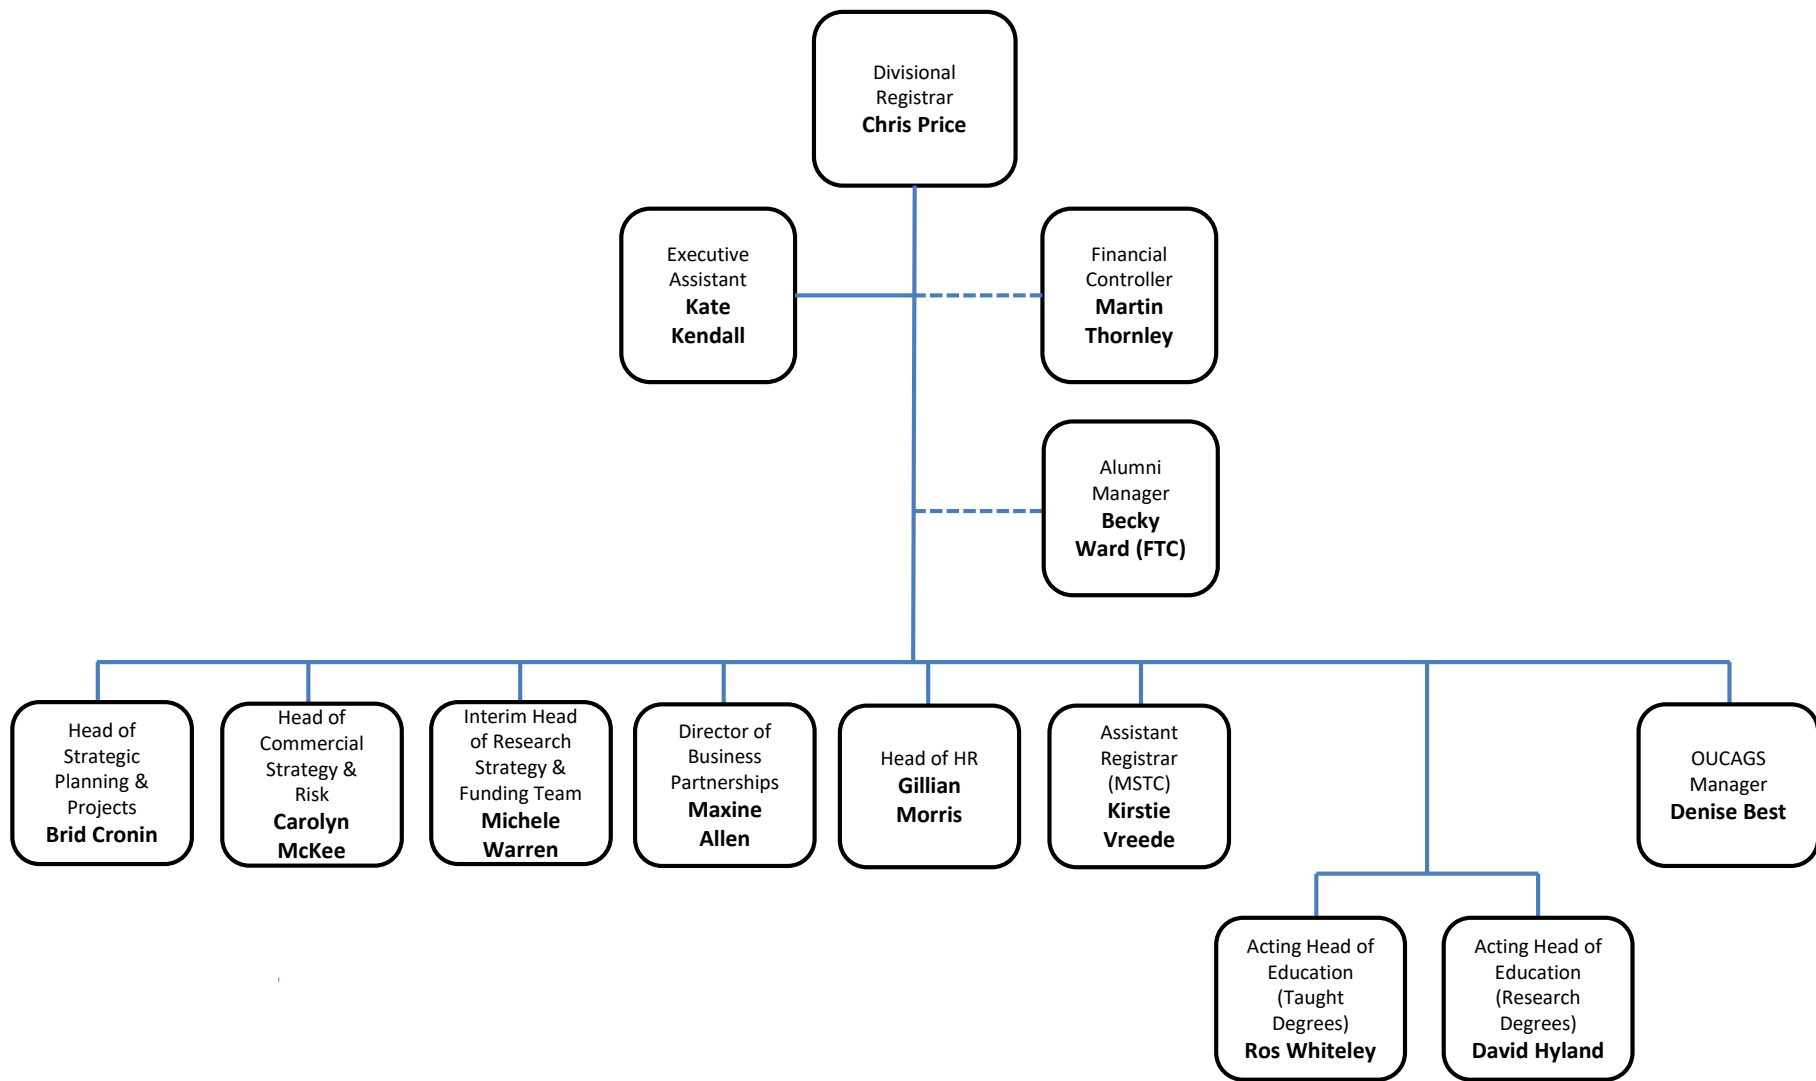 Divisional
Registrar
Chris Price
Executive
Assistant
Kate
Kendall
Financial
Controller
Martin
Thornley
Alumni
Manager
Becky
Ward (FTC)
Head of
Strategic
Planning &
Projects
Brid Cronin
Head of
Commercial
Strategy &
Risk
Carolyn
McKee
Interim Head
of Research
Strategy &
Funding Team
Michele
Warren
Director of
Business
Partnerships
Maxine
Allen
Head of HR
Gillian
Morris
Assistant
Registrar
(MSTC)
Kirstie
Vreede
OUCAGS
Manager
Denise Best
Acting Head of
Education
(Taught
Degrees)
Ros Whiteley
Acting Head of
Education
(Research
Degrees)
David Hyland